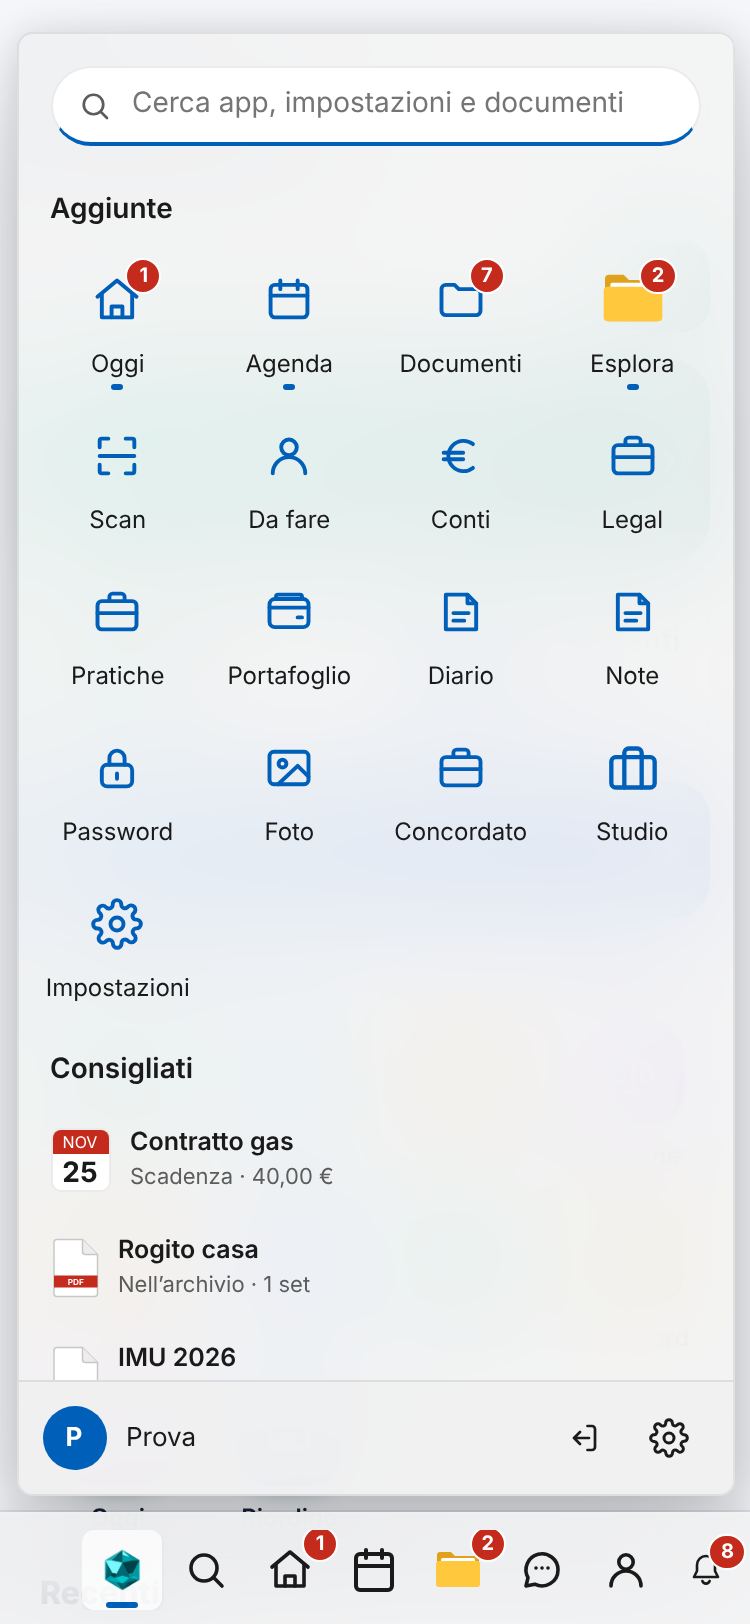 Cerca app, impostazioni e documenti
Aggiunte
1
7
2
Oggi
Agenda
Documenti
Esplora
Scan
Da fare
Conti
Legal
Pratiche
Portafoglio
Diario
Note
Password
Foto
Concordato
Studio
Impostazioni
Consigliati
NOV
25
Contratto gas
Scadenza · 40,00 €
PDF
Rogito casa
Nell’archivio · 1 set
IMU 2026
P
Prova
1
2
8